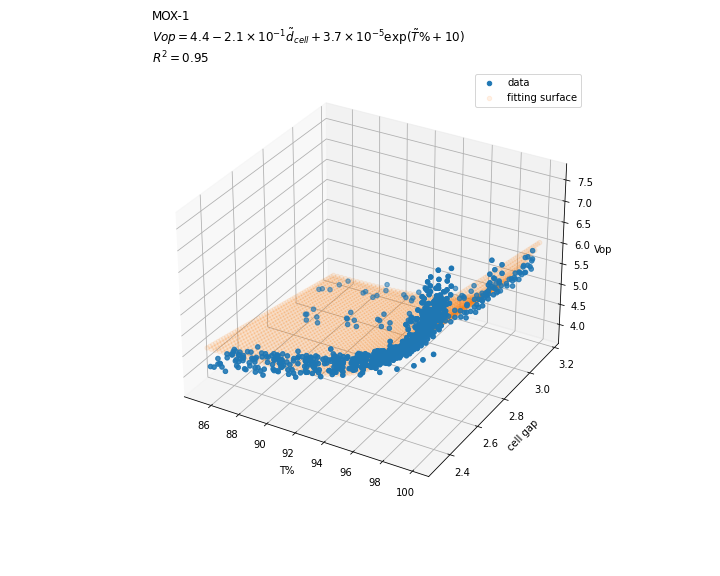 MOX-1
Vop = 4.4 − 2.1 × 10⁻¹d̃_cell + 3.7 × 10⁻⁵exp(T̃% + 10)
R² = 0.95
data
fitting surface
7.5
7.0
6.5
6.0
5.5
5.0
4.5
4.0
Vop
3.2
3.0
2.8
2.6
2.4
cell gap
86
88
90
92
94
96
98
100
T%